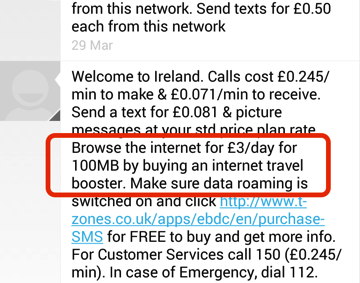 from this network. Send texts for £0.50
each from this network
29 Mar
Welcome to Ireland. Calls cost £0.245/
min to make & £0.071/min to receive.
Send a text for £0.081 & picture
messages at your std price plan rate.
Browse the internet for £3/day for
100MB by buying an internet travel
booster. Make sure data roaming is
switched on and click http://www.t-
zones.co.uk/apps/ebdc/en/purchase-
SMS for FREE to buy and get more info.
For Customer Services call 150 (£0.245/
min). In case of Emergency, dial 112.